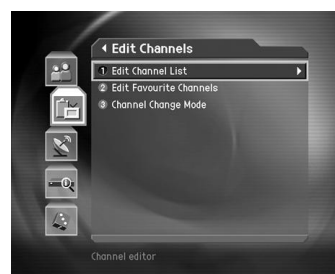 Edit Channels
1 Edit Channel List
2 Edit Favourite Channels
3 Channel Change Mode
Channel editor